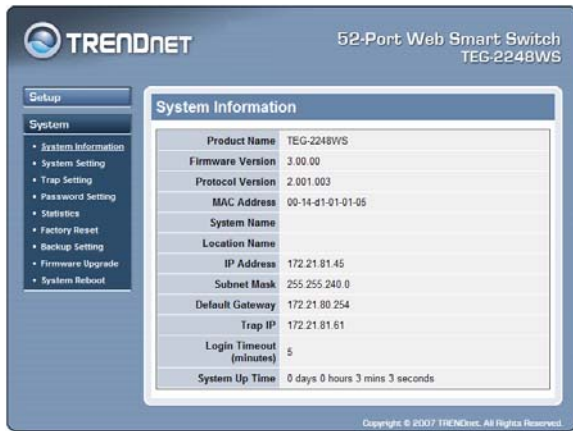 TRENDNET
52-Port Web Smart Switch
TEG-2248WS
Setup
System
• System Information
• System Setting
• Trap Setting
• Password Setting
• Statistics
• Factory Reset
• Backup Setting
• Firmware Upgrade
• System Reboot
System Information
Product Name TEG-2248WS
Firmware Version 3.00.00
Protocol Version 2.001.003
MAC Address 00-14-d1-01-01-05
System Name
Location Name
IP Address 172.21.81.45
Subnet Mask 255.255.240.0
Default Gateway 172.21.80.254
Trap IP 172.21.81.61
Login Timeout
(minutes) 5
System Up Time 0 days 0 hours 3 mins 3 seconds
Copyright © 2007 TRENDnet. All Rights Reserved.